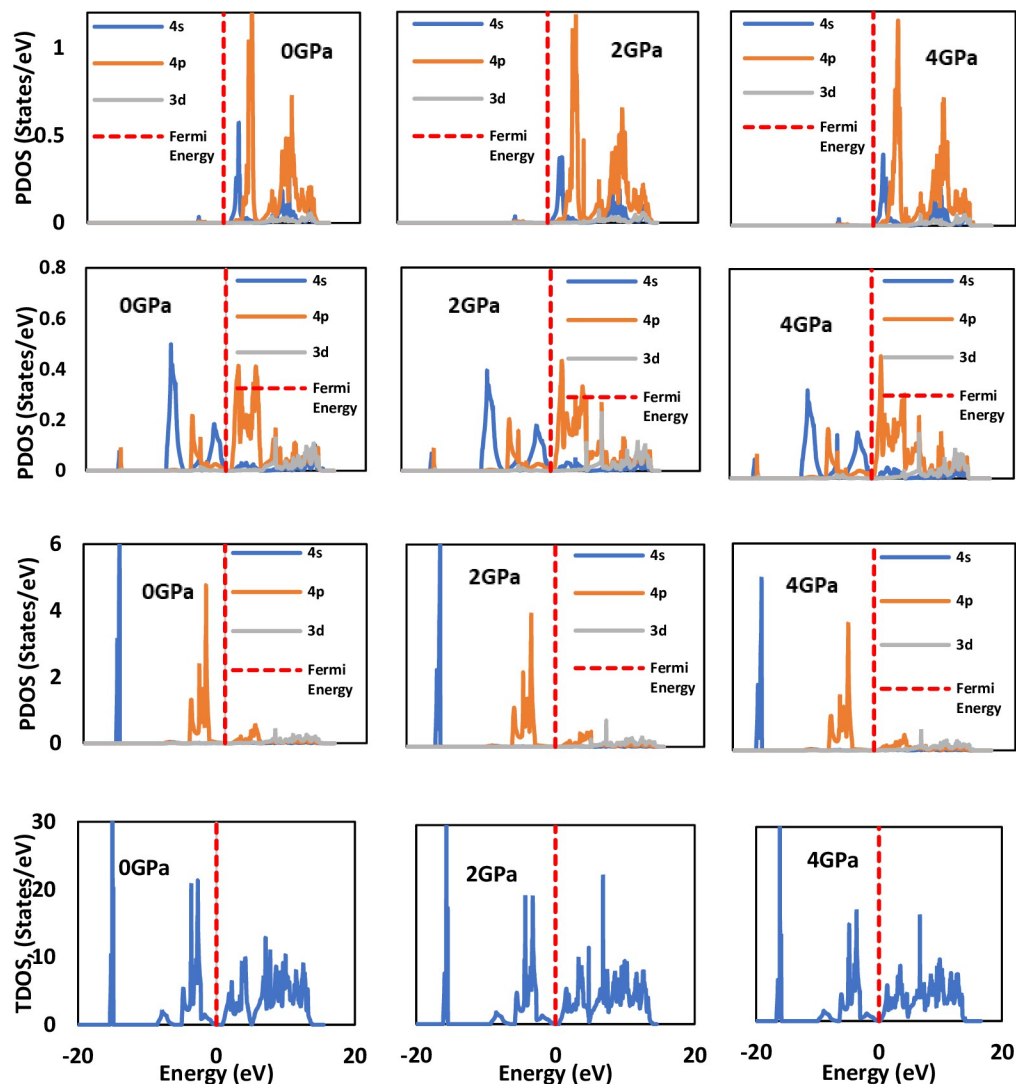 PDOS (States/eV)
1
0.5
0
4s
4p
3d
Fermi
Energy
0GPa
4s
4p
3d
Fermi
Energy
2GPa
4s
4p
3d
Fermi
Energy
4GPa
PDOS (States/eV)
0.8
0.6
0.4
0.2
0
0GPa
4s
4p
3d
Fermi
Energy
2GPa
4s
4p
3d
Fermi
Energy
4GPa
4s
4p
3d
Fermi
Energy
PDOS (States/eV)
6
4
2
0
0GPa
4s
4p
3d
Fermi
Energy
2GPa
4s
4p
3d
Fermi
Energy
4GPa
4s
4p
3d
Fermi
Energy
TDOS, (States/eV)
30
20
10
0
0GPa
2GPa
4GPa
-20 0 20
-20 0 20
-20 0 20
Energy (eV)
Energy (eV)
Energy (eV)